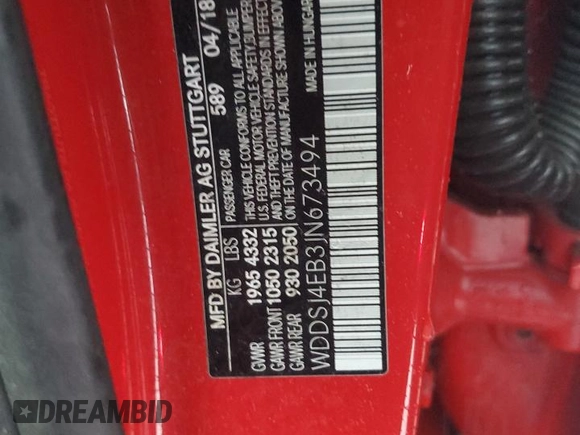 MFD BY DAIMLER AG STUTTGART
589 04/18
PASSENGER CAR
KG LBS
GVWR 1965 4332
GAWR FRONT 1050 2315
GAWR REAR 930 2050
THIS VEHICLE CONFORMS TO ALL APPLICABLE
U.S. FEDERAL MOTOR VEHICLE SAFETY, BUMPER,
AND THEFT PREVENTION STANDARDS IN EFFECT
ON THE DATE OF MANUFACTURE SHOWN ABOVE
MADE IN HUNGARY
WDDSJ4EB3JN673494
DREAMBID